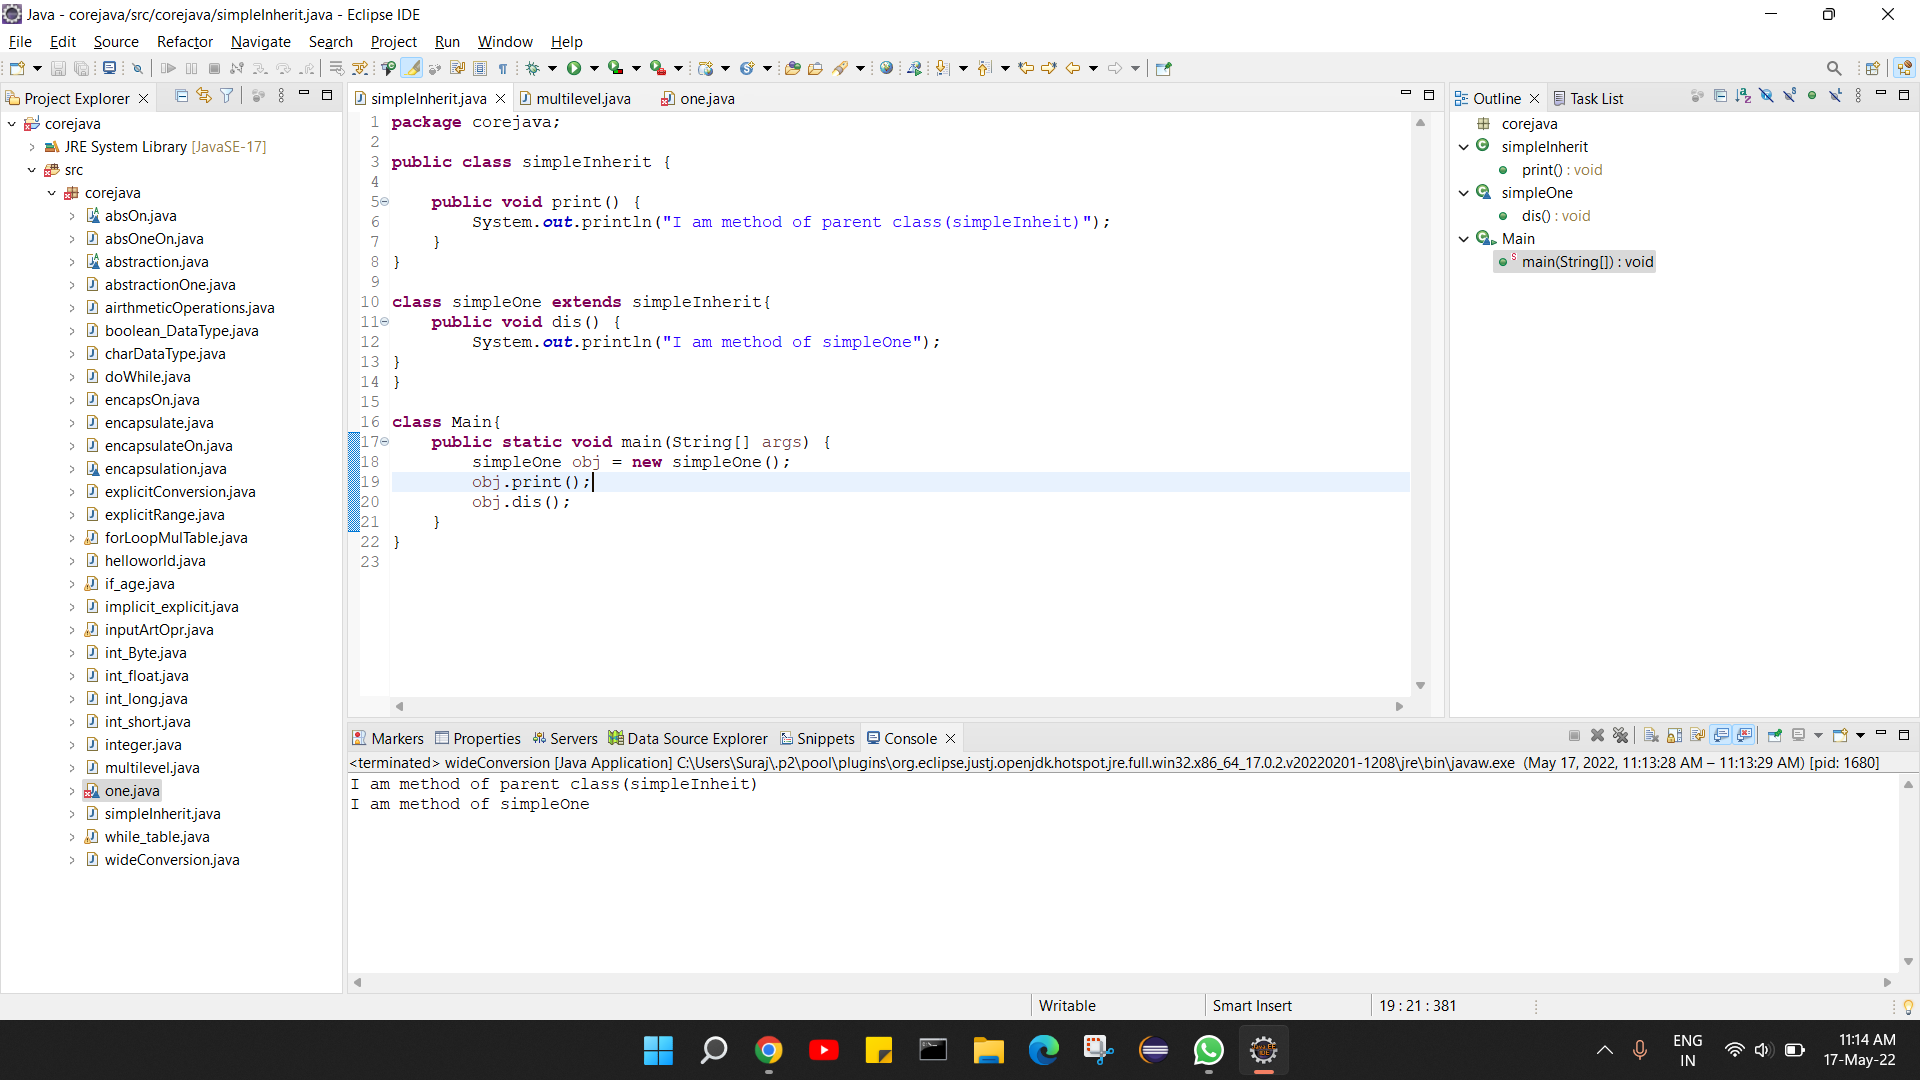 Java - corejava/src/corejava/simpleInherit.java - Eclipse IDE
File Edit Source Refactor Navigate Search Project Run Window Help
Project Explorer
corejava
JRE System Library [JavaSE-17]
src
corejava
absOn.java
absOneOn.java
abstraction.java
abstractionOne.java
airthmeticOperations.java
boolean_DataType.java
charDataType.java
doWhile.java
encapsOn.java
encapsulate.java
encapsulateOn.java
encapsulation.java
explicitConversion.java
explicitRange.java
forLoopMulTable.java
helloworld.java
if_age.java
implicit_explicit.java
inputArtOpr.java
int_Byte.java
int_float.java
int_long.java
int_short.java
integer.java
multilevel.java
one.java
simpleInherit.java
while_table.java
wideConversion.java
simpleInherit.java multilevel.java one.java
1 package corejava;
2
3 public class simpleInherit {
4
5 public void print() {
6 System.out.println("I am method of parent class(simpleInheit)");
7 }
8 }
9
10 class simpleOne extends simpleInherit{
11 public void dis() {
12 System.out.println("I am method of simpleOne");
13 }
14 }
15
16 class Main{
17 public static void main(String[] args) {
18 simpleOne obj = new simpleOne();
19 obj.print();
20 obj.dis();
21 }
22 }
23
Outline Task List
corejava
simpleInherit
print() : void
simpleOne
dis() : void
Main
main(String[]) : void
Markers Properties Servers Data Source Explorer Snippets Console
<terminated> wideConversion [Java Application] C:\Users\Suraj\.p2\pool\plugins\org.eclipse.justj.openjdk.hotspot.jre.full.win32.x86_64_17.0.2.v20220201-1208\jre\bin\javaw.exe (May 17, 2022, 11:13:28 AM – 11:13:29 AM) [pid: 1680]
I am method of parent class(simpleInheit)
I am method of simpleOne
Writable Smart Insert 19 : 21 : 381
ENG
IN
11:14 AM
17-May-22